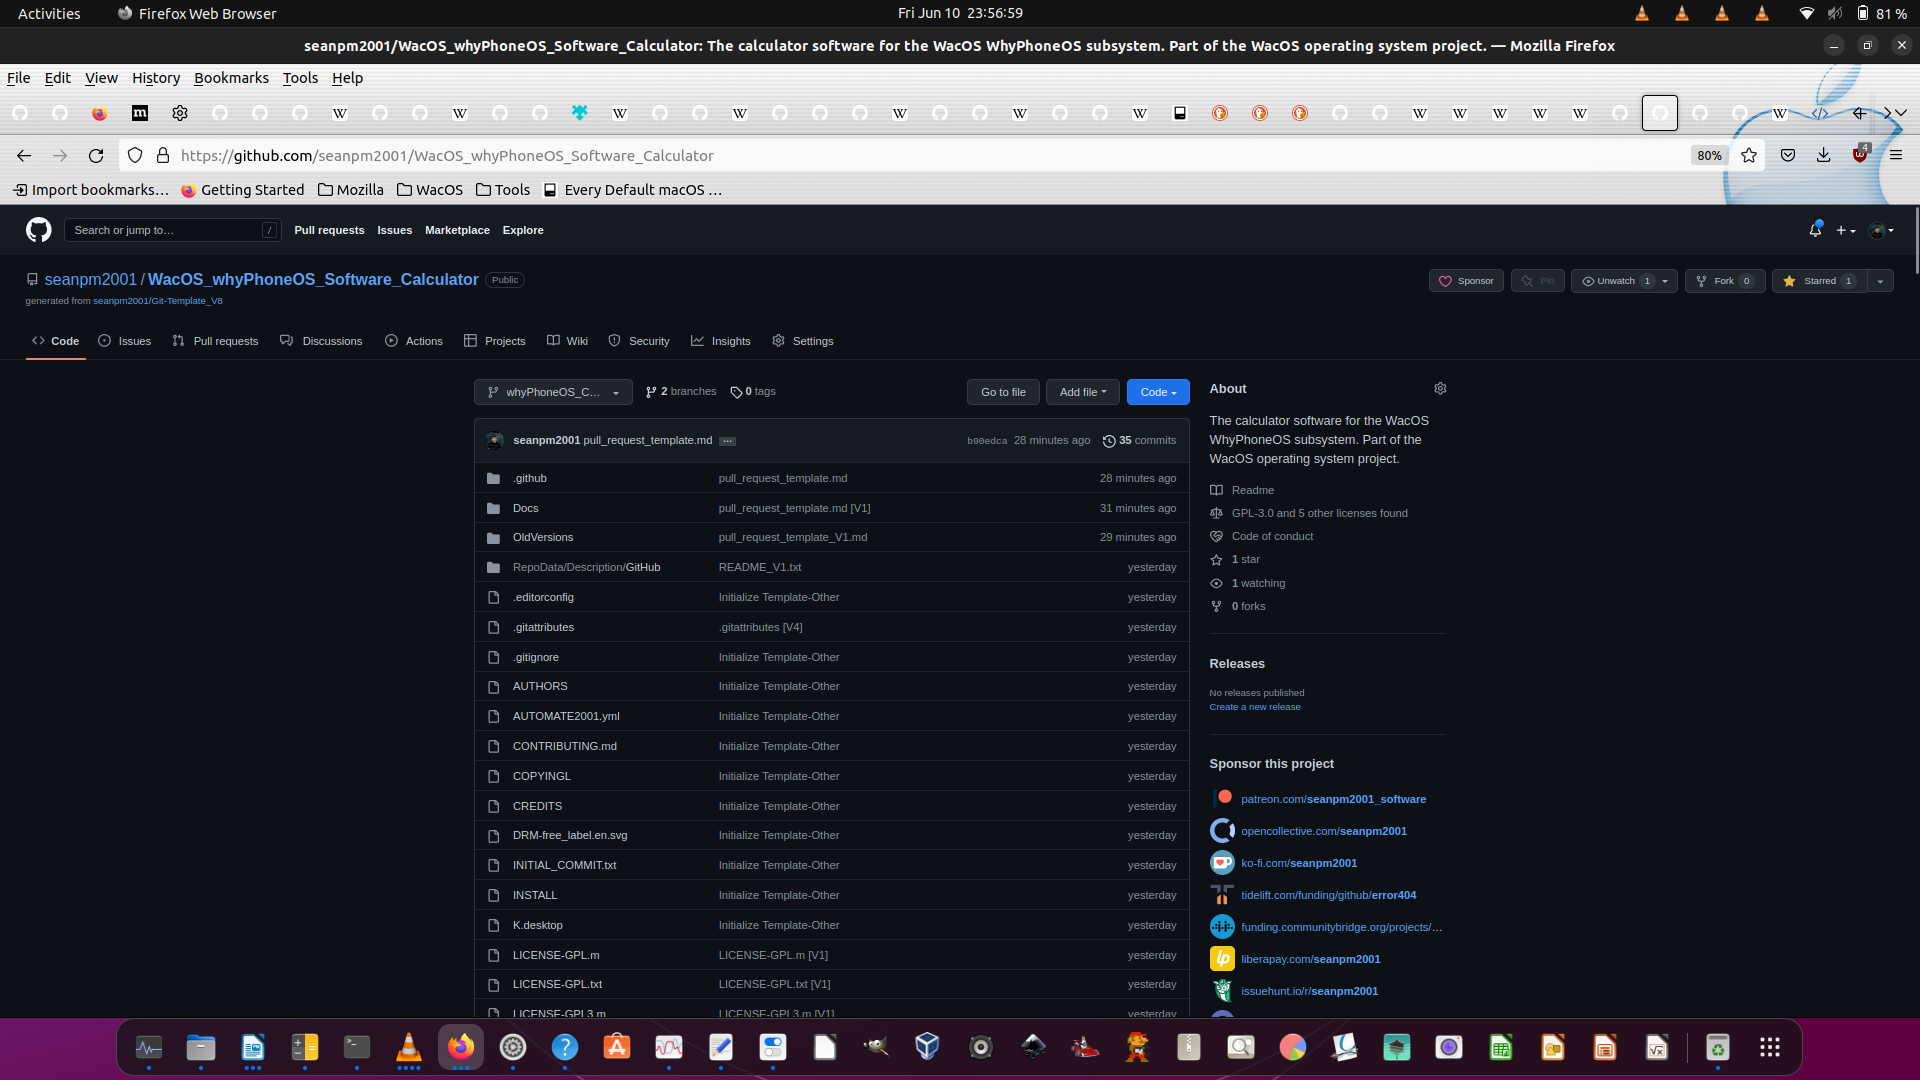 Activities Firefox Web Browser Fri Jun 10 23:56:59 81 %
seanpm2001/WacOS_whyPhoneOS_Software_Calculator: The calculator software for the WacOS WhyPhoneOS subsystem. Part of the WacOS operating system project. — Mozilla Firefox
File Edit View History Bookmarks Tools Help
https://github.com/seanpm2001/WacOS_whyPhoneOS_Software_Calculator 80% 4
Import bookmarks… Getting Started Mozilla WacOS Tools Every Default macOS …
Search or jump to… / Pull requests Issues Marketplace Explore
seanpm2001 / WacOS_whyPhoneOS_Software_Calculator Public Sponsor Pin Unwatch 1 Fork 0 Starred 1
generated from seanpm2001/Git-Template_V8
Code Issues Pull requests Discussions Actions Projects Wiki Security Insights Settings
whyPhoneOS_C... 2 branches 0 tags Go to file Add file Code
seanpm2001 pull_request_template.md ... b90edca 28 minutes ago 35 commits
.github pull_request_template.md 28 minutes ago
Docs pull_request_template.md [V1] 31 minutes ago
OldVersions pull_request_template_V1.md 29 minutes ago
RepoData/Description/GitHub README_V1.txt yesterday
.editorconfig Initialize Template-Other yesterday
.gitattributes .gitattributes [V4] yesterday
.gitignore Initialize Template-Other yesterday
AUTHORS Initialize Template-Other yesterday
AUTOMATE2001.yml Initialize Template-Other yesterday
CONTRIBUTING.md Initialize Template-Other yesterday
COPYINGL Initialize Template-Other yesterday
CREDITS Initialize Template-Other yesterday
DRM-free_label.en.svg Initialize Template-Other yesterday
INITIAL_COMMIT.txt Initialize Template-Other yesterday
INSTALL Initialize Template-Other yesterday
K.desktop Initialize Template-Other yesterday
LICENSE-GPL.m LICENSE-GPL.m [V1] yesterday
LICENSE-GPL.txt LICENSE-GPL.txt [V1] yesterday
LICENSE-GPL3.m LICENSE-GPL3.m [V1] yesterday
About
The calculator software for the WacOS
WhyPhoneOS subsystem. Part of the
WacOS operating system project.
Readme
GPL-3.0 and 5 other licenses found
Code of conduct
1 star
1 watching
0 forks
Releases
No releases published
Create a new release
Sponsor this project
patreon.com/seanpm2001_software
opencollective.com/seanpm2001
ko-fi.com/seanpm2001
tidelift.com/funding/github/error404
funding.communitybridge.org/projects/...
liberapay.com/seanpm2001
issuehunt.io/r/seanpm2001